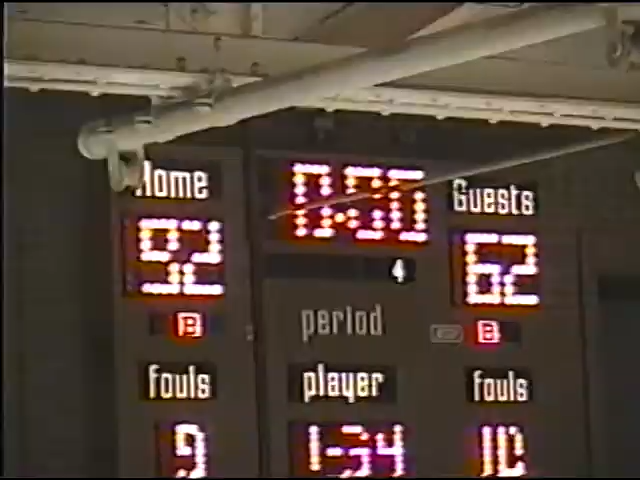 Home 0:00 Guests
92 62
4
B period B
fouls player fouls
9 1-34 10